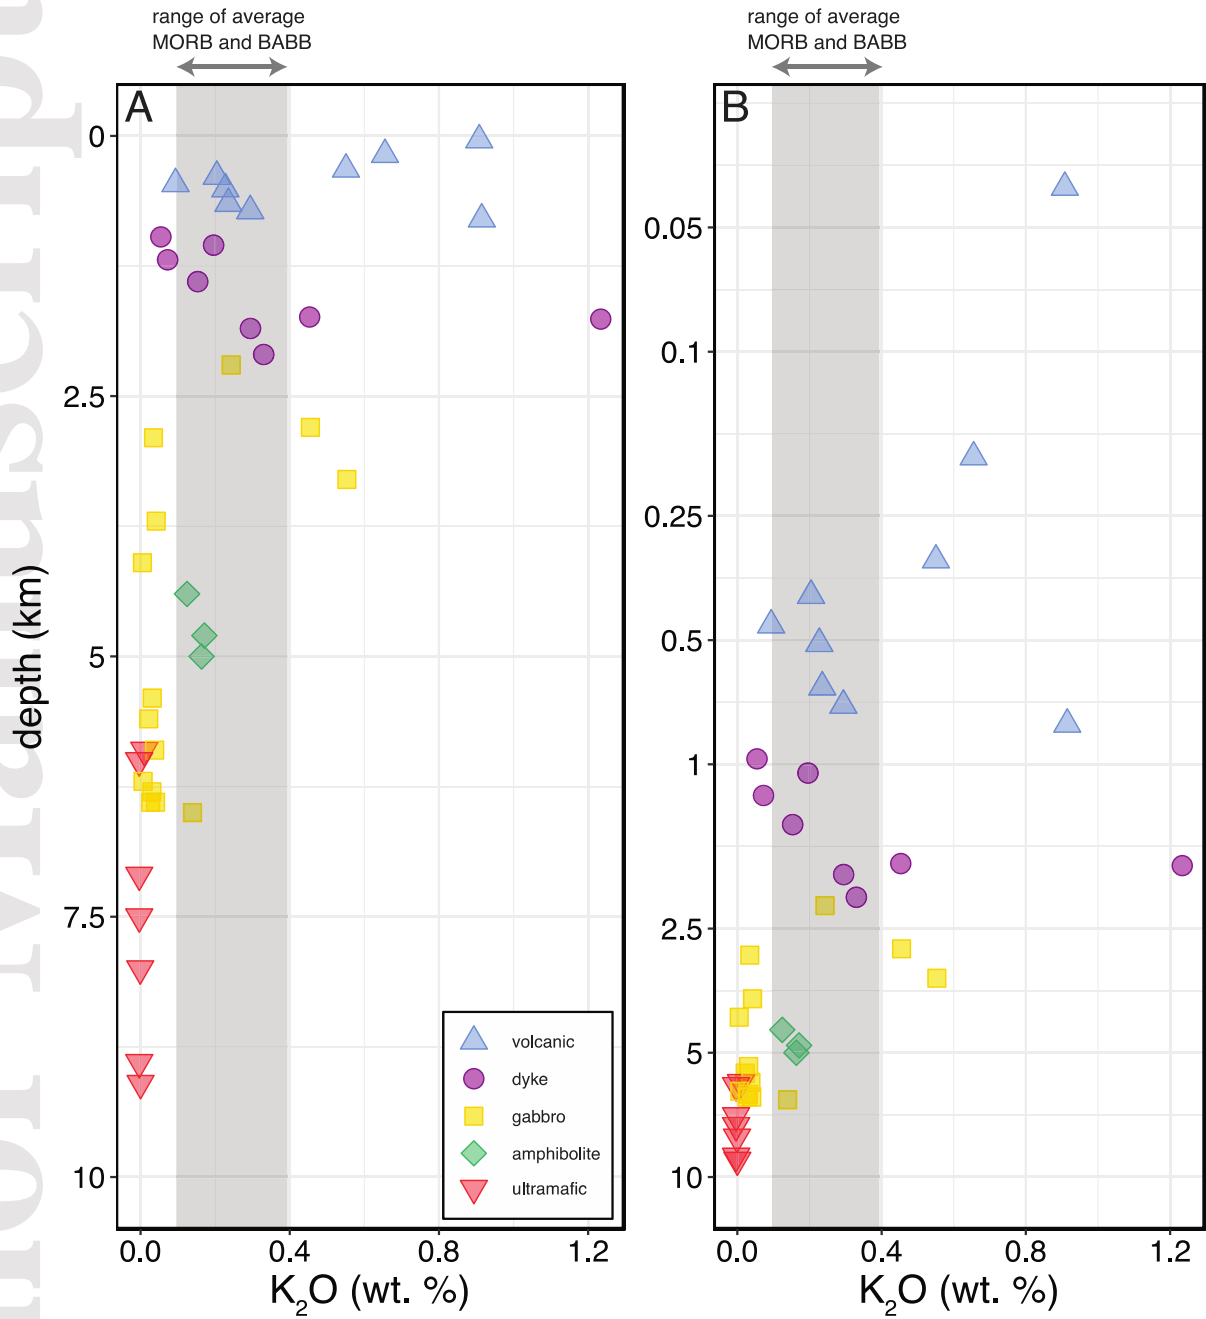 range of average
MORB and BABB
range of average
MORB and BABB
A
0
2.5
5
7.5
10
depth (km)
0.0
0.4
0.8
1.2
K2O (wt. %)
volcanic
dyke
gabbro
amphibolite
ultramafic
B
0.05
0.1
0.25
0.5
1
2.5
5
10
0.0
0.4
0.8
1.2
K2O (wt. %)